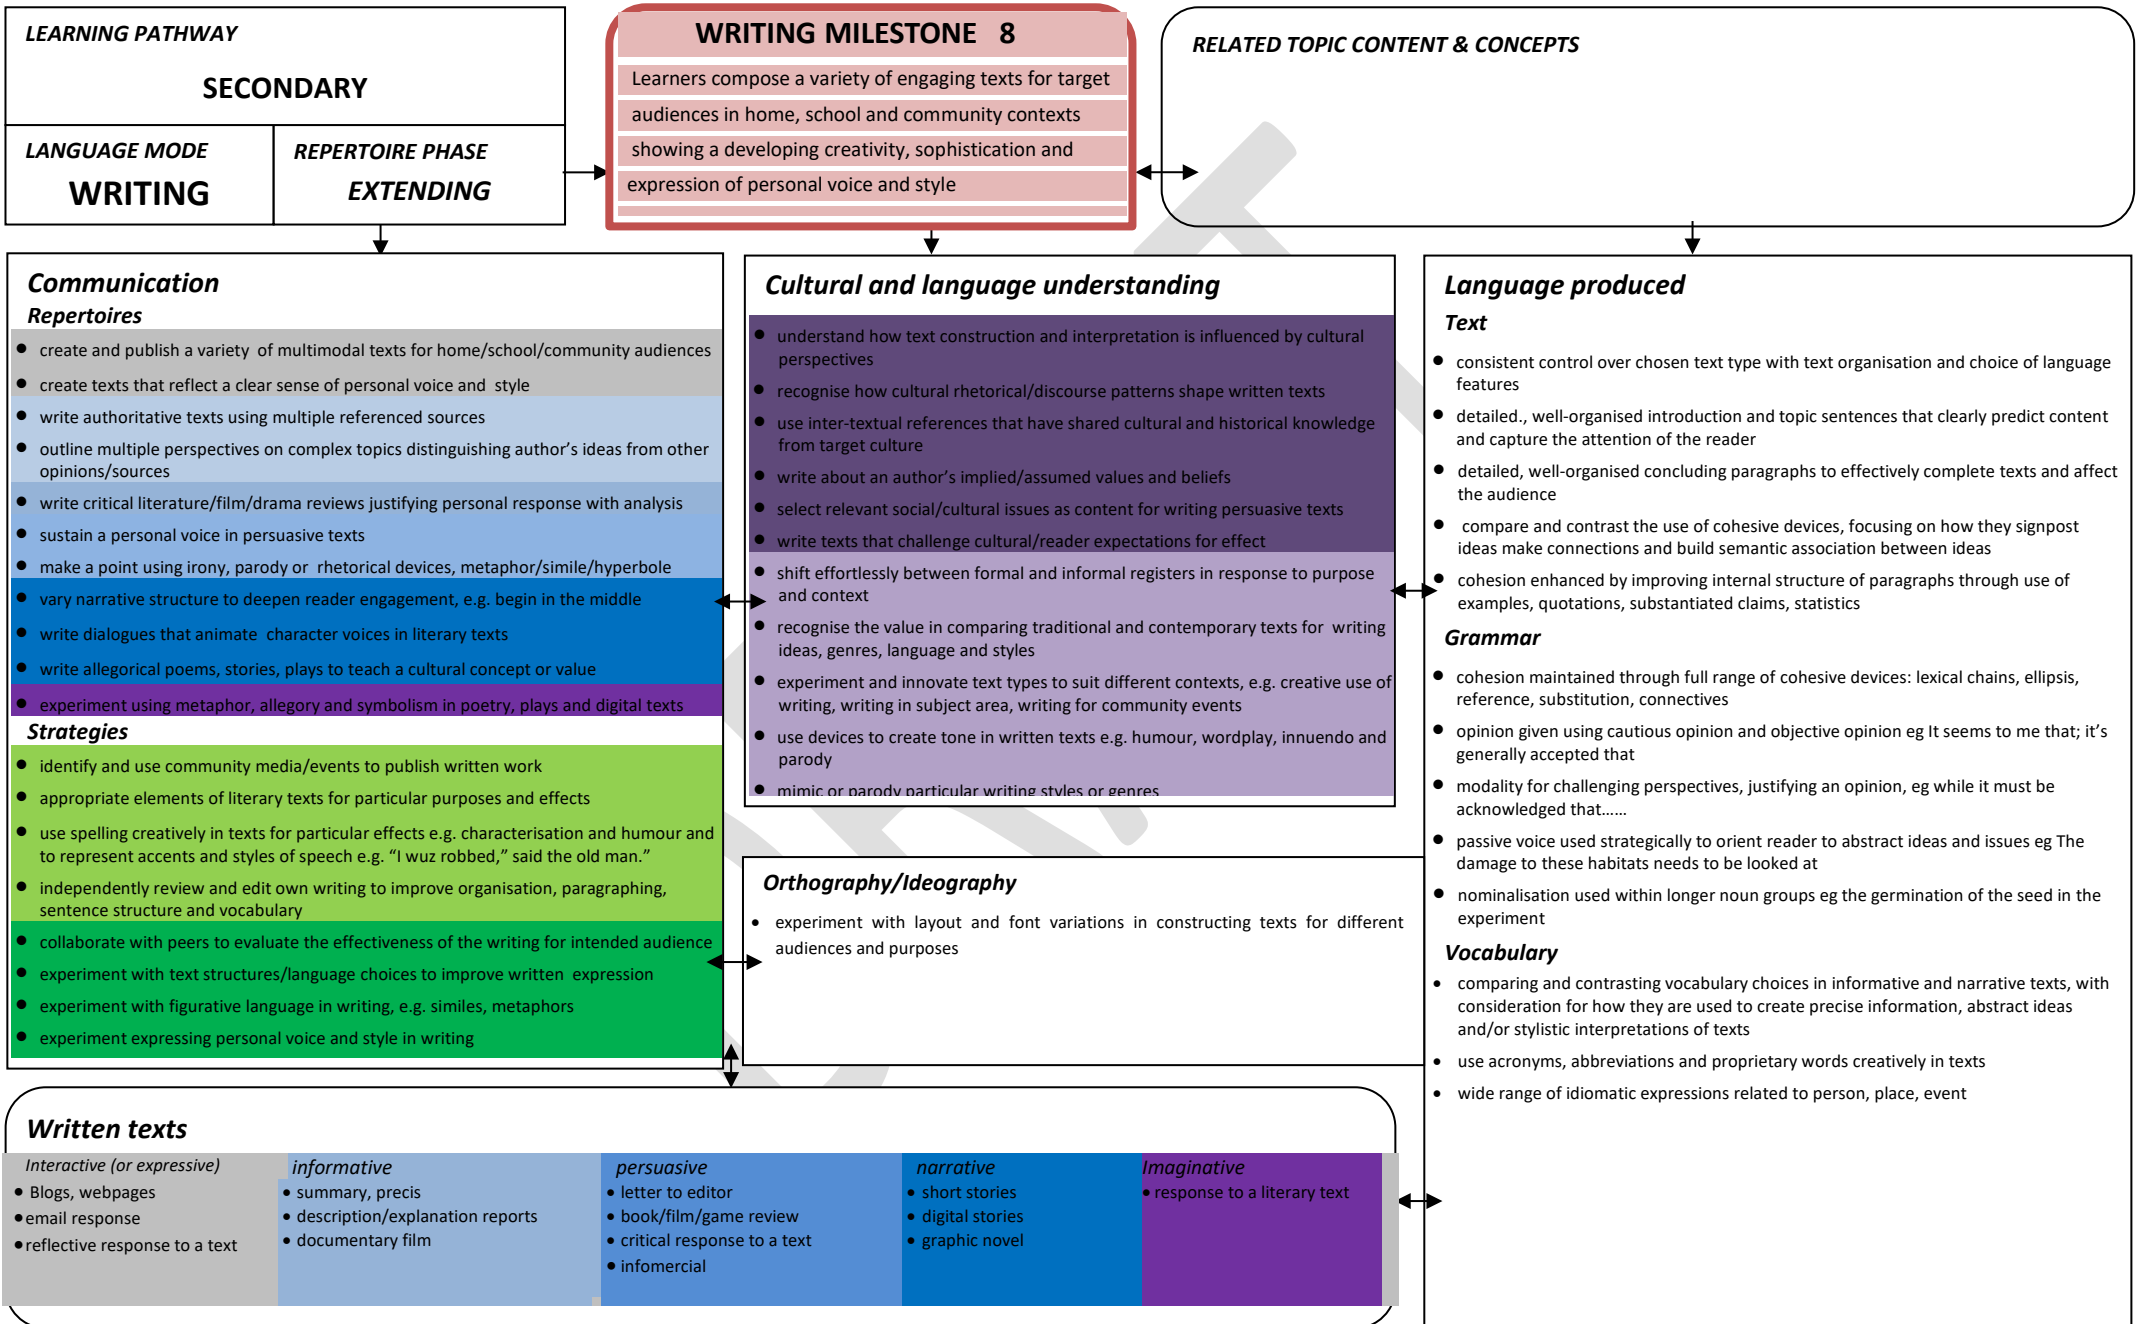 LEARNING PATHWAY
SECONDARY
LANGUAGE MODE
WRITING
REPERTOIRE PHASE
EXTENDING
WRITING MILESTONE 8
Learners compose a variety of engaging texts for target
audiences in home, school and community contexts
showing a developing creativity, sophistication and
expression of personal voice and style
RELATED TOPIC CONTENT & CONCEPTS
Communication
Repertoires
• create and publish a variety of multimodal texts for home/school/community audiences
• create texts that reflect a clear sense of personal voice and style
• write authoritative texts using multiple referenced sources
• outline multiple perspectives on complex topics distinguishing author's ideas from other
opinions/sources
• write critical literature/film/drama reviews justifying personal response with analysis
• sustain a personal voice in persuasive texts
• make a point using irony, parody or rhetorical devices, metaphor/simile/hyperbole
• vary narrative structure to deepen reader engagement, e.g. begin in the middle
• write dialogues that animate character voices in literary texts
• write allegorical poems, stories, plays to teach a cultural concept or value
• experiment using metaphor, allegory and symbolism in poetry, plays and digital texts
Strategies
• identify and use community media/events to publish written work
• appropriate elements of literary texts for particular purposes and effects
• use spelling creatively in texts for particular effects e.g. characterisation and humour and
to represent accents and styles of speech e.g. “I wuz robbed,” said the old man.”
• independently review and edit own writing to improve organisation, paragraphing,
sentence structure and vocabulary
• collaborate with peers to evaluate the effectiveness of the writing for intended audience
• experiment with text structures/language choices to improve written expression
• experiment with figurative language in writing, e.g. similes, metaphors
• experiment expressing personal voice and style in writing
Cultural and language understanding
• understand how text construction and interpretation is influenced by cultural
perspectives
• recognise how cultural rhetorical/discourse patterns shape written texts
• use inter-textual references that have shared cultural and historical knowledge
from target culture
• write about an author's implied/assumed values and beliefs
• select relevant social/cultural issues as content for writing persuasive texts
• write texts that challenge cultural/reader expectations for effect
• shift effortlessly between formal and informal registers in response to purpose
and context
• recognise the value in comparing traditional and contemporary texts for writing
ideas, genres, language and styles
• experiment and innovate text types to suit different contexts, e.g. creative use of
writing, writing in subject area, writing for community events
• use devices to create tone in written texts e.g. humour, wordplay, innuendo and
parody
• mimic or parody particular writing styles or genres
Orthography/Ideography
• experiment with layout and font variations in constructing texts for different
audiences and purposes
Language produced
Text
• consistent control over chosen text type with text organisation and choice of language
features
• detailed., well-organised introduction and topic sentences that clearly predict content
and capture the attention of the reader
• detailed, well-organised concluding paragraphs to effectively complete texts and affect
the audience
• compare and contrast the use of cohesive devices, focusing on how they signpost
ideas make connections and build semantic association between ideas
• cohesion enhanced by improving internal structure of paragraphs through use of
examples, quotations, substantiated claims, statistics
Grammar
• cohesion maintained through full range of cohesive devices: lexical chains, ellipsis,
reference, substitution, connectives
• opinion given using cautious opinion and objective opinion eg It seems to me that; it's
generally accepted that
• modality for challenging perspectives, justifying an opinion, eg while it must be
acknowledged that……
• passive voice used strategically to orient reader to abstract ideas and issues eg The
damage to these habitats needs to be looked at
• nominalisation used within longer noun groups eg the germination of the seed in the
experiment
Vocabulary
• comparing and contrasting vocabulary choices in informative and narrative texts, with
consideration for how they are used to create precise information, abstract ideas
and/or stylistic interpretations of texts
• use acronyms, abbreviations and proprietary words creatively in texts
• wide range of idiomatic expressions related to person, place, event
Written texts
Interactive (or expressive)
• Blogs, webpages
• email response
• reflective response to a text
informative
• summary, precis
• description/explanation reports
• documentary film
persuasive
• letter to editor
• book/film/game review
• critical response to a text
• infomercial
narrative
• short stories
• digital stories
• graphic novel
Imaginative
• response to a literary text
DRAFT